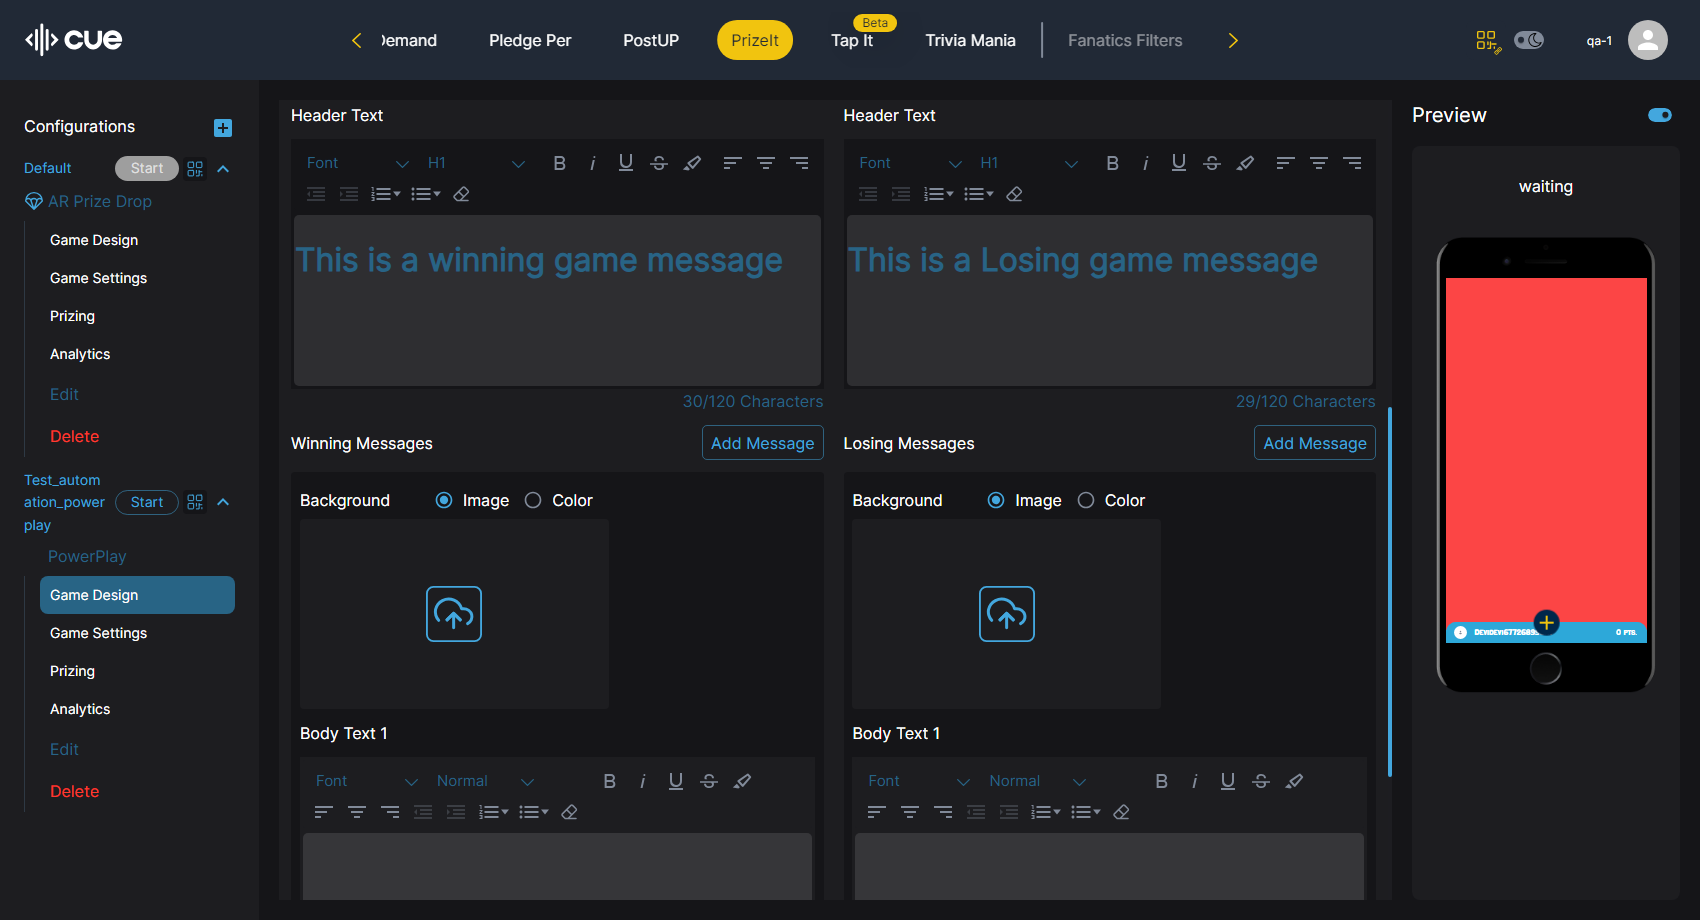 cue
Demand
Pledge Per
PostUP
PrizeIt
Beta
Tap It
Trivia Mania
Fanatics Filters
qa-1
Configurations
Default
Start
AR Prize Drop
Game Design
Game Settings
Prizing
Analytics
Edit
Delete
Test_autom
ation_power
play
Start
PowerPlay
Game Design
Game Settings
Prizing
Analytics
Edit
Delete
Header Text
Font
H1
This is a winning game message
30/120 Characters
Winning Messages
Add Message
Background
Image
Color
Body Text 1
Font
Normal
Header Text
Font
H1
This is a Losing game message
29/120 Characters
Losing Messages
Add Message
Background
Image
Color
Body Text 1
Font
Normal
Preview
waiting
0 PTS.